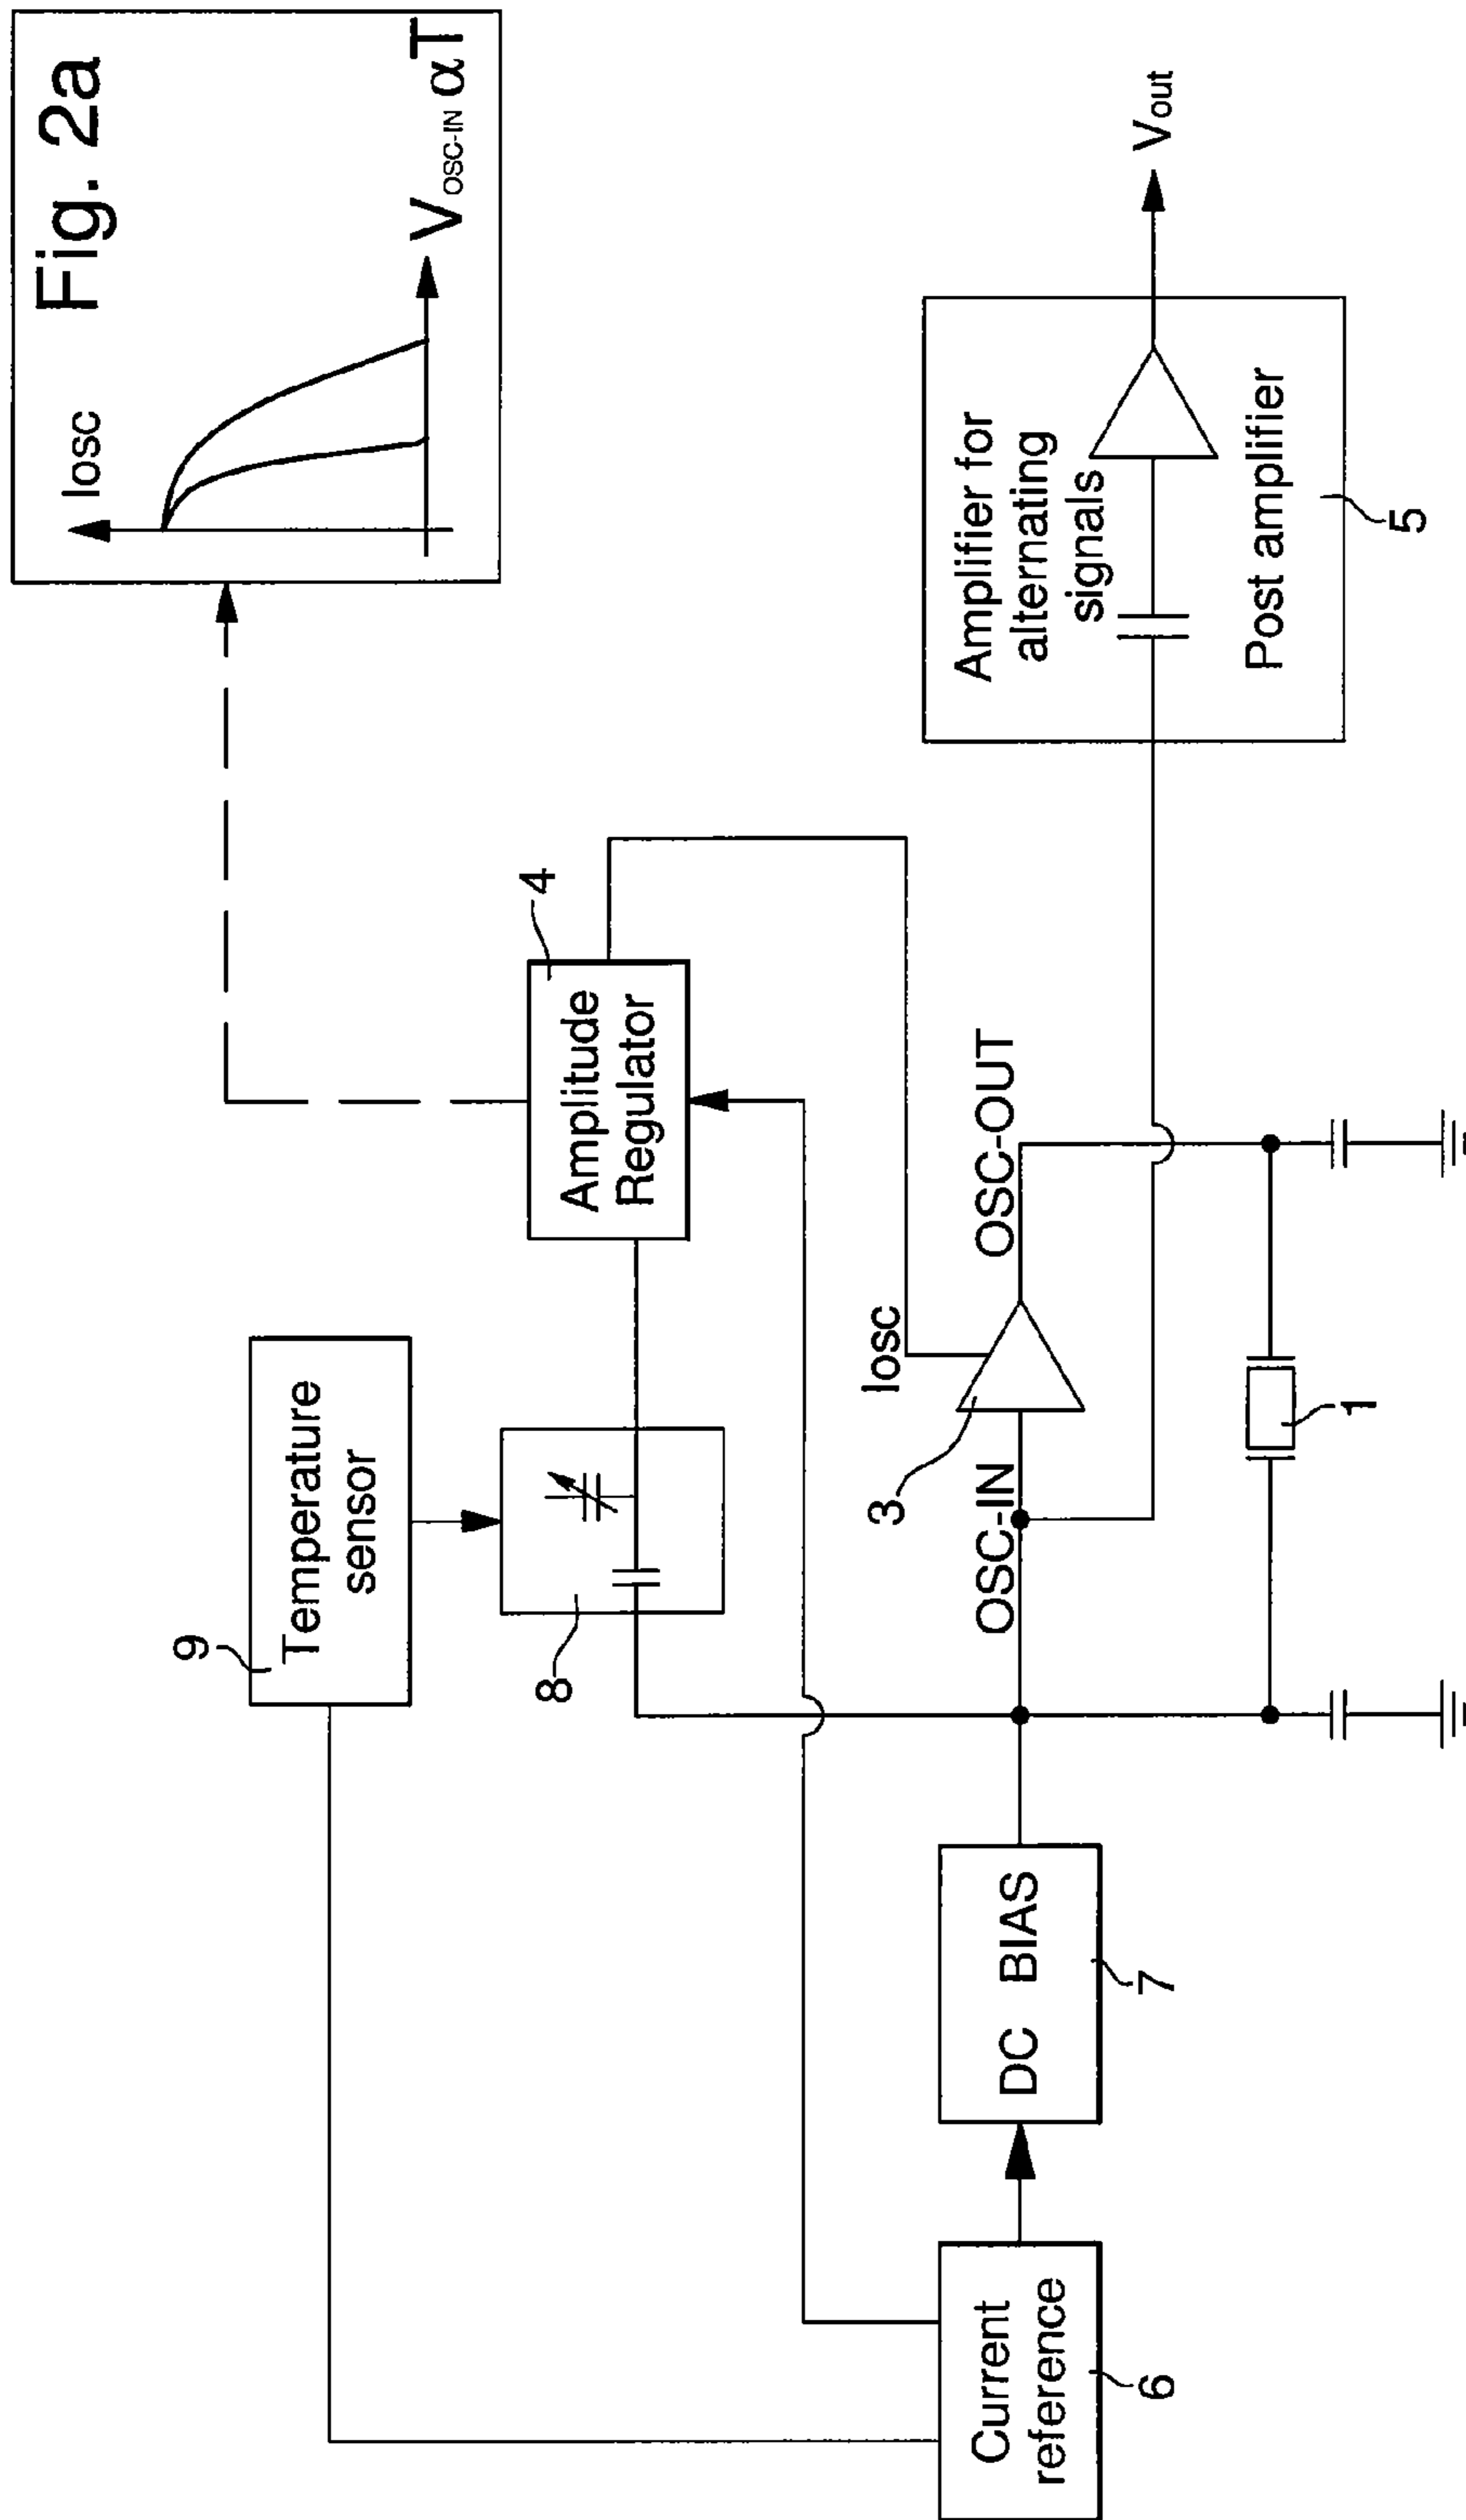 Fig. 2a
Iosc
VOSC-IN αT
9
Temperature
sensor
4
Amplitude
Regulator
8
Iosc
3
OSC-IN
OSC-OUT
1
Current
reference
6
DC BIAS
7
Amplifier for
alternating
signals
Post amplifier
5
Vout